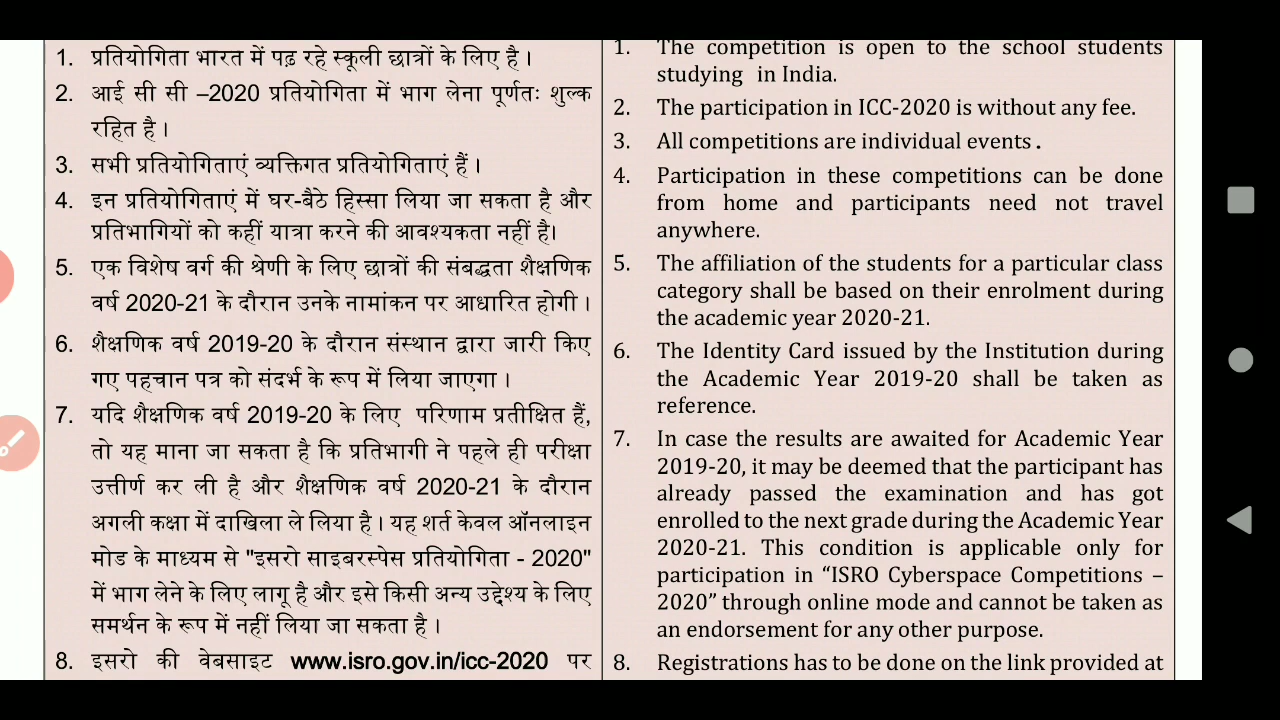 1. प्रतियोगिता भारत में पढ़ रहे स्कूली छात्रों के लिए है।
2. आई सी सी –2020 प्रतियोगिता में भाग लेना पूर्णतः शुल्क
रहित है।
3. सभी प्रतियोगिताएं व्यक्तिगत प्रतियोगिताएं हैं।
4. इन प्रतियोगिताएं में घर-बैठे हिस्सा लिया जा सकता है और
प्रतिभागियों को कहीं यात्रा करने की आवश्यकता नहीं है।
5. एक विशेष वर्ग की श्रेणी के लिए छात्रों की संबद्धता शैक्षणिक
वर्ष 2020-21 के दौरान उनके नामांकन पर आधारित होगी।
6. शैक्षणिक वर्ष 2019-20 के दौरान संस्थान द्वारा जारी किए
गए पहचान पत्र को संदर्भ के रूप में लिया जाएगा।
7. यदि शैक्षणिक वर्ष 2019-20 के लिए परिणाम प्रतीक्षित हैं,
तो यह माना जा सकता है कि प्रतिभागी ने पहले ही परीक्षा
उत्तीर्ण कर ली है और शैक्षणिक वर्ष 2020-21 के दौरान
अगली कक्षा में दाखिला ले लिया है। यह शर्त केवल ऑनलाइन
मोड के माध्यम से "इसरो साइबरस्पेस प्रतियोगिता - 2020"
में भाग लेने के लिए लागू है और इसे किसी अन्य उद्देश्य के लिए
समर्थन के रूप में नहीं लिया जा सकता है।
8. इसरो की वेबसाइट www.isro.gov.in/icc-2020 पर
1. The competition is open to the school students
studying in India.
2. The participation in ICC-2020 is without any fee.
3. All competitions are individual events.
4. Participation in these competitions can be done
from home and participants need not travel
anywhere.
5. The affiliation of the students for a particular class
category shall be based on their enrolment during
the academic year 2020-21.
6. The Identity Card issued by the Institution during
the Academic Year 2019-20 shall be taken as
reference.
7. In case the results are awaited for Academic Year
2019-20, it may be deemed that the participant has
already passed the examination and has got
enrolled to the next grade during the Academic Year
2020-21. This condition is applicable only for
participation in “ISRO Cyberspace Competitions –
2020” through online mode and cannot be taken as
an endorsement for any other purpose.
8. Registrations has to be done on the link provided at